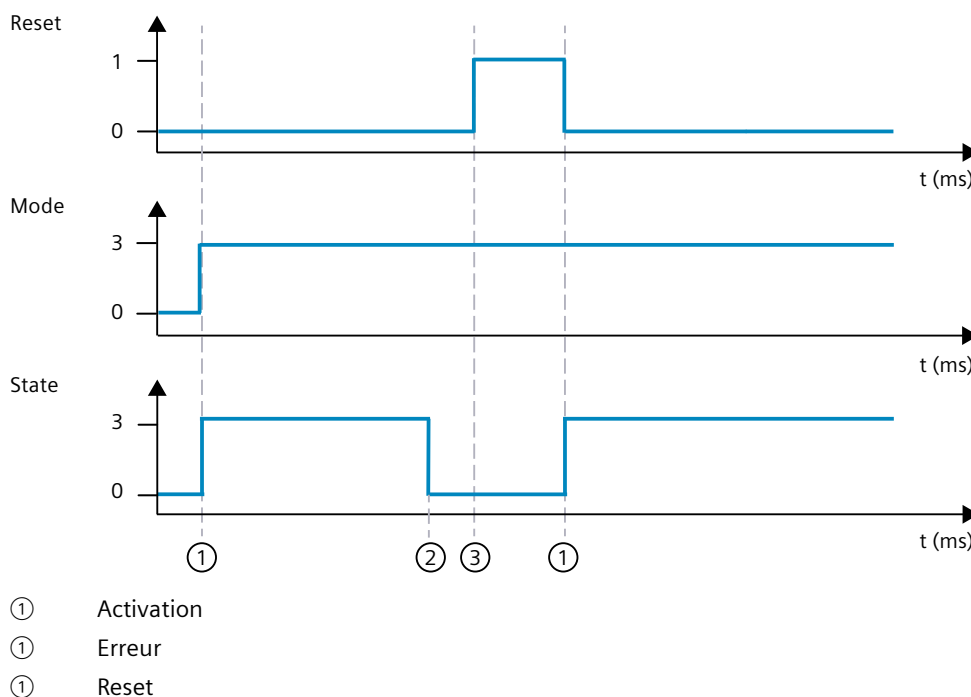 Reset
1
0
t (ms)
Mode
3
0
t (ms)
State
3
0
t (ms)
① ② ③ ①
① Activation
① Erreur
① Reset